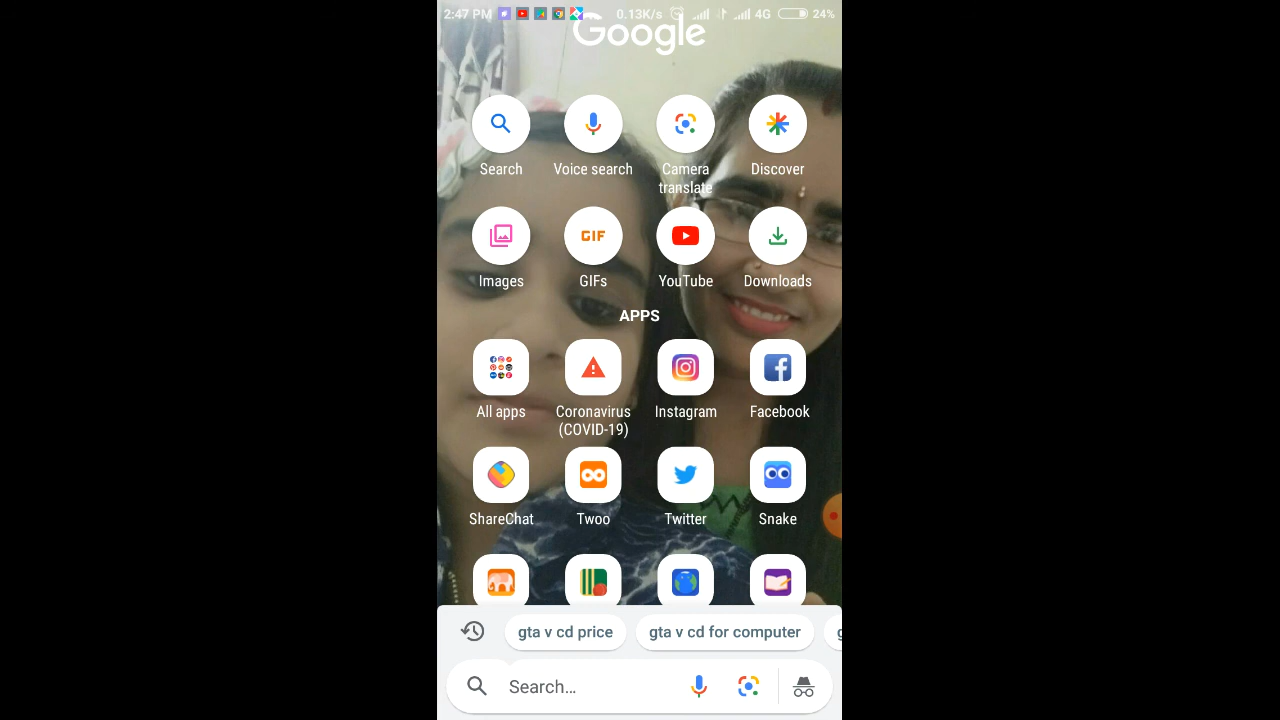 2:47 PM 0.13K/s 4G 24%
Google
Search Voice search Camera translate Discover
Images GIF GIFs YouTube Downloads
APPS
All apps Coronavirus (COVID-19) Instagram Facebook
ShareChat Twoo Twitter Snake
gta v cd price gta v cd for computer g
Search...